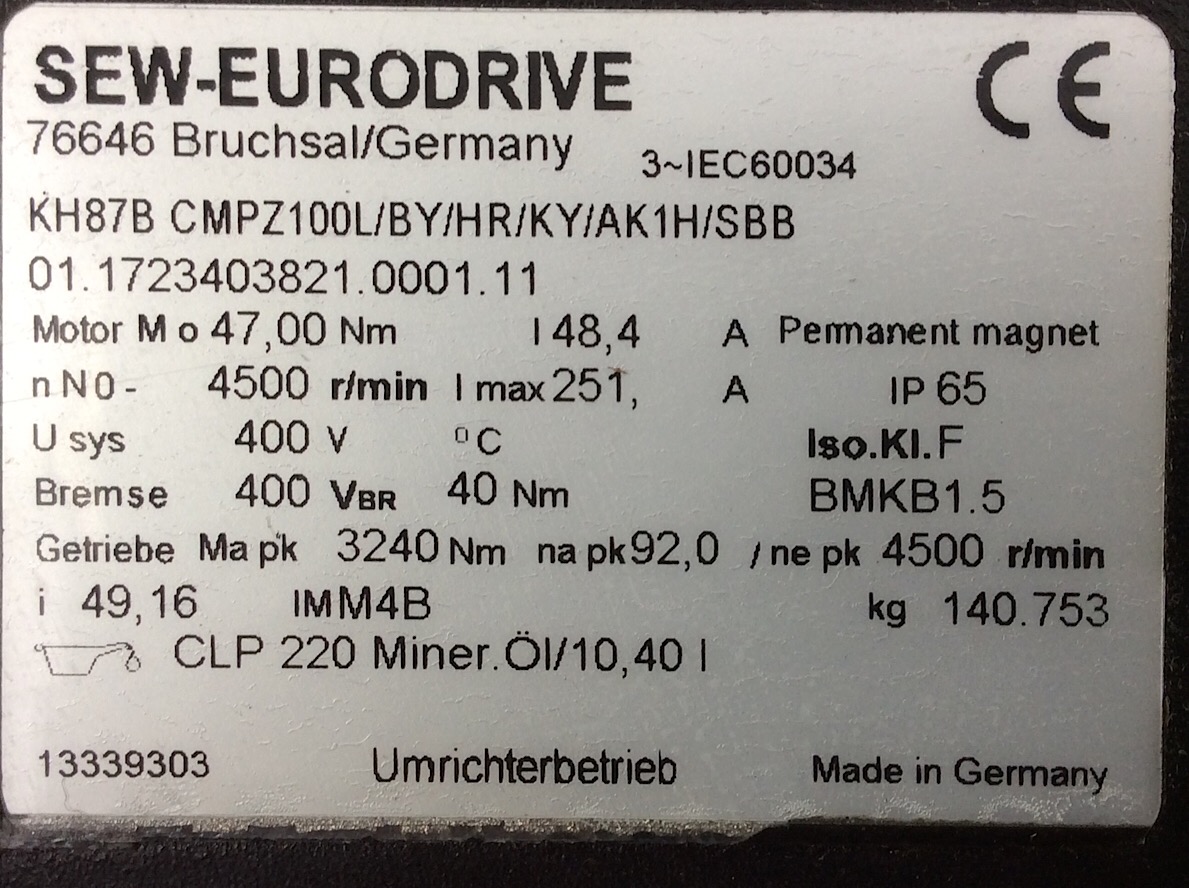 SEW-EURODRIVE CE
76646 Bruchsal/Germany 3~IEC60034
KH87B CMPZ100L/BY/HR/KY/AK1H/SBB
01.1723403821.0001.11
Motor M o 47,00 Nm I 48,4 A Permanent magnet
n N 0 - 4500 r/min I max 251, A IP 65
U sys 400 V °C Iso.Kl. F
Bremse 400 VBR 40 Nm BMKB1.5
Getriebe Ma pk 3240 Nm na pk 92,0 / ne pk 4500 r/min
i 49,16 IMM4B kg 140.753
CLP 220 Miner.Öl/10,40 l
13339303 Umrichterbetrieb Made in Germany